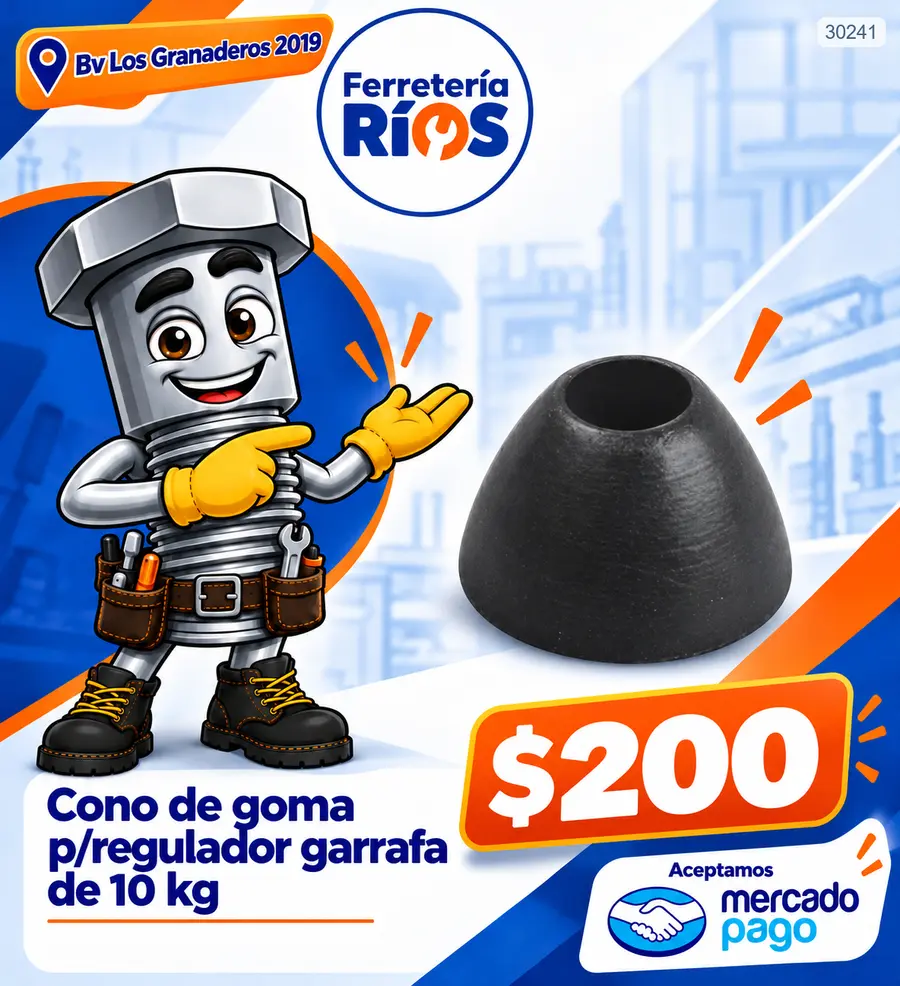 Bv Los Granaderos 2019
Ferretería
Ríos
30241
$200
Cono de goma
p/regulador garrafa
de 10 kg
Aceptamos
mercado
pago